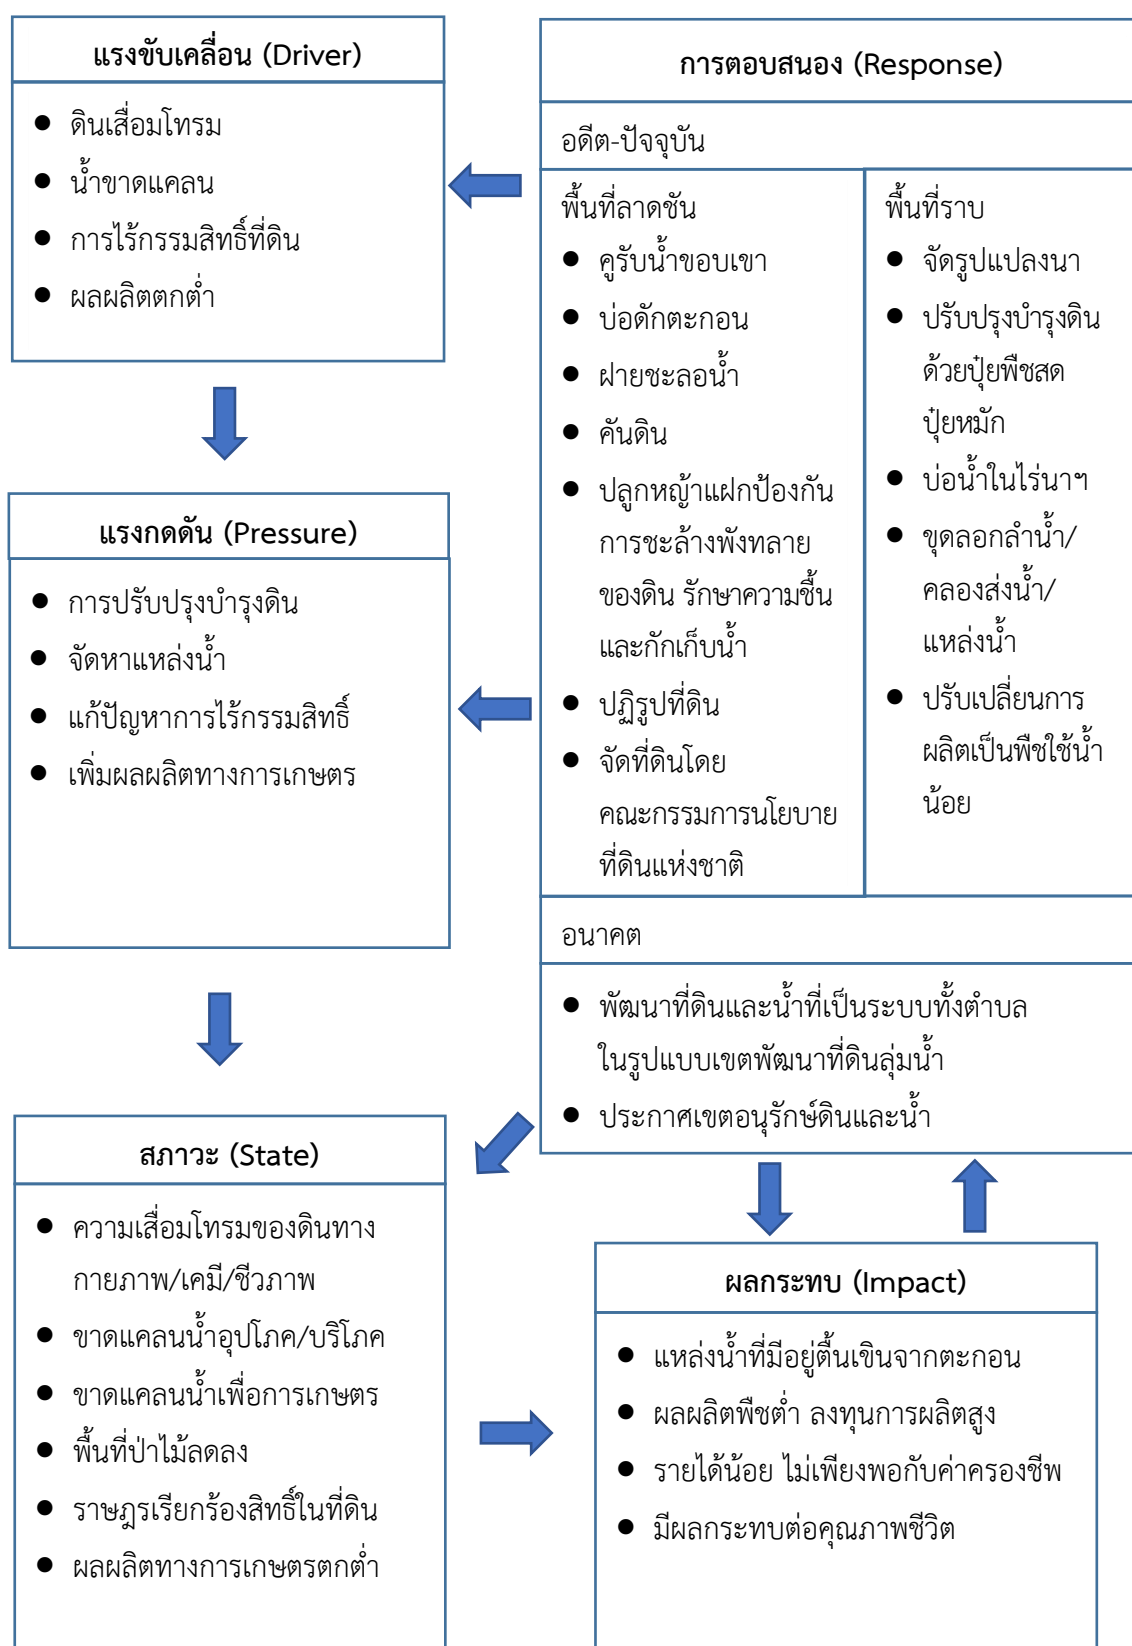 แรงขับเคลื่อน (Driver)
● ดินเสื่อมโทรม
● น้ำขาดแคลน
● การไร้กรรมสิทธิ์ที่ดิน
● ผลผลิตตกต่ำ
แรงกดดัน (Pressure)
● การปรับปรุงบำรุงดิน
● จัดหาแหล่งน้ำ
● แก้ปัญหาการไร้กรรมสิทธิ์
● เพิ่มผลผลิตทางการเกษตร
สภาวะ (State)
● ความเสื่อมโทรมของดินทาง
กายภาพ/เคมี/ชีวภาพ
● ขาดแคลนน้ำอุปโภค/บริโภค
● ขาดแคลนน้ำเพื่อการเกษตร
● พื้นที่ป่าไม้ลดลง
● ราษฎรเรียกร้องสิทธิ์ในที่ดิน
● ผลผลิตทางการเกษตรตกต่ำ
การตอบสนอง (Response)
อดีต-ปัจจุบัน
พื้นที่ลาดชัน
● คูรับน้ำขอบเขา
● บ่อดักตะกอน
● ฝายชะลอน้ำ
● คันดิน
● ปลูกหญ้าแฝกป้องกัน
การชะล้างพังทลาย
ของดิน รักษาความชื้น
และกักเก็บน้ำ
● ปฏิรูปที่ดิน
● จัดที่ดินโดย
คณะกรรมการนโยบาย
ที่ดินแห่งชาติ
พื้นที่ราบ
● จัดรูปแปลงนา
● ปรับปรุงบำรุงดิน
ด้วยปุ๋ยพืชสด
ปุ๋ยหมัก
● บ่อน้ำในไร่นาฯ
● ขุดลอกลำน้ำ/
คลองส่งน้ำ/
แหล่งน้ำ
● ปรับเปลี่ยนการ
ผลิตเป็นพืชใช้น้ำ
น้อย
อนาคต
● พัฒนาที่ดินและน้ำที่เป็นระบบทั้งตำบล
ในรูปแบบเขตพัฒนาที่ดินลุ่มน้ำ
● ประกาศเขตอนุรักษ์ดินและน้ำ
ผลกระทบ (Impact)
● แหล่งน้ำที่มีอยู่ตื้นเขินจากตะกอน
● ผลผลิตพืชต่ำ ลงทุนการผลิตสูง
● รายได้น้อย ไม่เพียงพอกับค่าครองชีพ
● มีผลกระทบต่อคุณภาพชีวิต